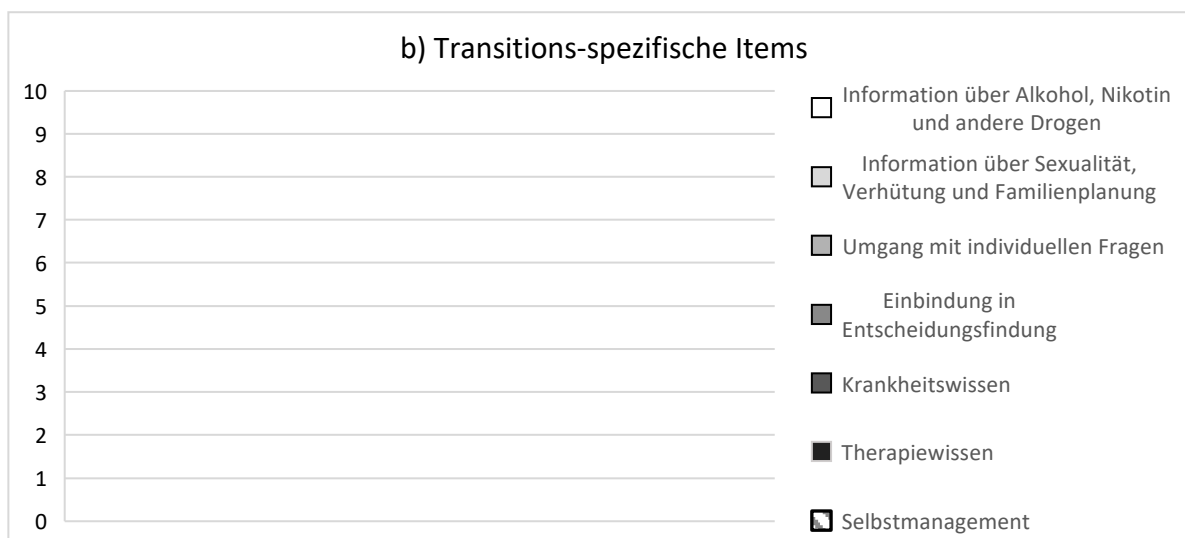 b) Transitions-spezifische Items
10
9
8
7
6
5
4
3
2
1
0
Information über Alkohol, Nikotin
und andere Drogen
Information über Sexualität,
Verhütung und Familienplanung
Umgang mit individuellen Fragen
Einbindung in
Entscheidungsfindung
Krankheitswissen
Therapiewissen
Selbstmanagement